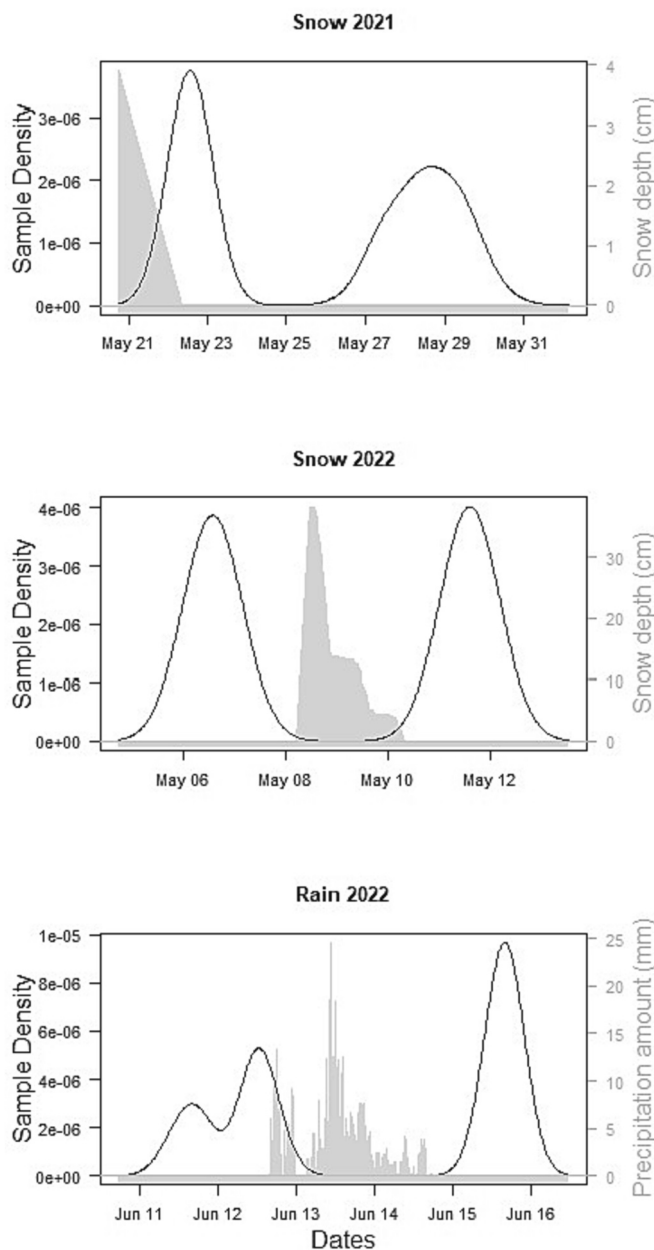 Snow 2021
Sample Density
3e-06
2e-06
1e-06
0e+00
4
3
2
1
0
Snow depth (cm)
May 21 May 23 May 25 May 27 May 29 May 31
Snow 2022
Sample Density
4e-06
3e-06
2e-06
1e-06
0e+00
30
20
10
0
Snow depth (cm)
May 06 May 08 May 10 May 12
Rain 2022
Sample Density
1e-05
8e-06
6e-06
4e-06
2e-06
0e+00
25
20
15
10
5
0
Precipitation amount (mm)
Jun 11 Jun 12 Jun 13 Jun 14 Jun 15 Jun 16
Dates